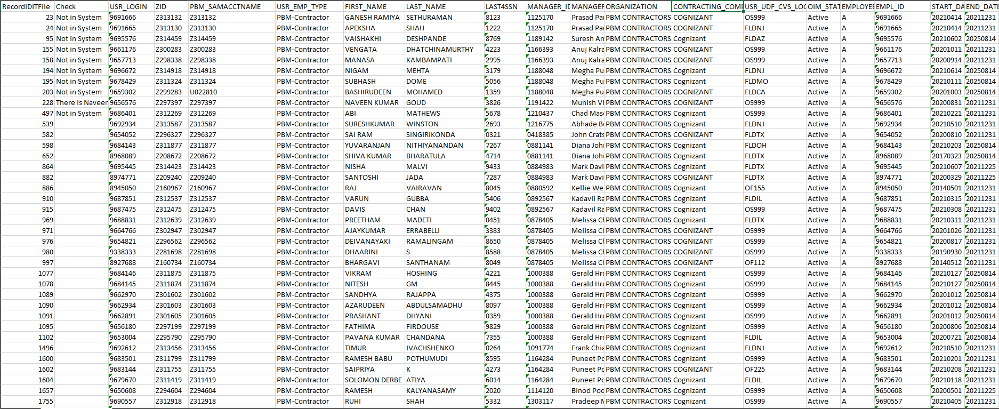 RecordIDITFile Check USR_LOGIN ZID PBM_SAMACCTNAME USR_EMP_TYPE FIRST_NAME LAST_NAME LAST4SSN MANAGER_ID MANAGER ORGANIZATION CONTRACTING_COMP USR_UDF_CVS_LOC OIM_STAT EMPLOYEE EMPL_ID START_DA END_DATE
23 Not in System 9691666 Z313132 Z313132 PBM-Contractor GANESH RAMIYA SETHURAMAN 8123 1125170 Prasad Par PBM CONTRACTORS COGNIZANT OS999 Active A 9691666 20210414 20211231
24 Not in System 9691665 Z313130 Z313130 PBM-Contractor APEKSHA SHAH 1222 1125170 Prasad Par PBM CONTRACTORS COGNIZANT FLDNJ Active A 9691665 20210414 20211231
95 Not in System 9695576 Z314459 Z314459 PBM-Contractor VAISHAKHI DESHPANDE 8769 1189142 Suresh An PBM CONTRACTORS Cognizant FLDAZ Active A 9695576 20210602 20250814
155 Not in System 9661176 Z300283 Z300283 PBM-Contractor VENGATA DHATCHINAMURTHY 4223 1166393 Anuj Kalra PBM CONTRACTORS COGNIZANT OS999 Active A 9661176 20201011 20211231
158 Not in System 9657713 Z298338 Z298338 PBM-Contractor MANASA KAMBAMPATI 2995 1166393 Anuj Kalra PBM CONTRACTORS COGNIZANT OS999 Active A 9657713 20200914 20211231
194 Not in System 9696672 Z314918 Z314918 PBM-Contractor NIGAM MEHTA 3179 1188048 Megha Pu PBM CONTRACTORS Cognizant FLDNJ Active A 9696672 20210614 20250814
195 Not in System 9678429 Z311324 Z311324 PBM-Contractor SUBHASH DOME 5056 1188048 Megha Pu PBM CONTRACTORS Cognizant FLDMO Active A 9678429 20210111 20250814
203 Not in System 9659302 Z299283 U022810 PBM-Contractor BASHIRUDEEN MOHAMED 1359 1188048 Megha Pu PBM CONTRACTORS Cognizant FLDCA Active A 9659302 20201003 20250814
228 There is Naveen 9656576 Z297397 Z297397 PBM-Contractor NAVEEN KUMAR GOUD 3826 1191422 Munish Vi PBM CONTRACTORS COGNIZANT OS999 Active A 9656576 20200831 20211231
497 Not in System 9686401 Z312269 Z312269 PBM-Contractor ABI MATHEWS 5678 1210437 Chad Mas PBM CONTRACTORS Cognizant OS999 Active A 9686401 20210221 20211231
539 9692934 Z313587 Z313587 PBM-Contractor SURESHKUMAR WINSTON 2693 1216775 Abhade B PBM CONTRACTORS Cognizant FLDNJ Active A 9692934 20210510 20211231
582 9654052 Z296327 Z296327 PBM-Contractor SAI RAM SINGIRIKONDA 0321 0418385 John Crats PBM CONTRACTORS COGNIZANT FLDTX Active A 9654052 20200810 20211231
598 9684143 Z311877 Z311877 PBM-Contractor YUVARANJAN NITHIYANANDAN 7267 0881141 Diana Joh PBM CONTRACTORS Cognizant FLDOH Active A 9684143 20210203 20250814
652 8968089 Z208672 Z208672 PBM-Contractor SHIVA KUMAR BHARATULA 4714 0881141 Diana Joh PBM CONTRACTORS Cognizant FLDTX Active A 8968089 20170323 20250814
864 9695445 Z314423 Z314423 PBM-Contractor NISHA MALVI 9433 0884983 Mark Davi PBM CONTRACTORS Cognizant FLDTX Active A 9695445 20210607 20211225
882 8974771 Z209240 Z209240 PBM-Contractor SANTOSHI JADA 7287 0884983 Mark Davi PBM CONTRACTORS COGNIZANT FLDTX Active A 8974771 20200329 20211225
886 8945050 Z160967 Z160967 PBM-Contractor RAJ VAIRAVAN 8045 0880592 Kellie We PBM CONTRACTORS Cognizant OF155 Active A 8945050 20140501 20211231
910 9687851 Z312537 Z312537 PBM-Contractor VARUN GUBBA 5406 0892567 Kadavil Ra PBM CONTRACTORS Cognizant FLDIL Active A 9687851 20210315 20211231
915 9687475 Z312475 Z312475 PBM-Contractor DAVIS CHAN 9402 0892567 Kadavil Ra PBM CONTRACTORS Cognizant OS999 Active A 9687475 20210308 20211231
969 9688831 Z312639 Z312639 PBM-Contractor PREETHAM MADETI 0451 0878405 Melissa Cl PBM CONTRACTORS Cognizant FLDTX Active A 9688831 20210311 20211231
971 9664766 Z302947 Z302947 PBM-Contractor AJAYKUMAR ERRABELLI 3383 0878405 Melissa Cl PBM CONTRACTORS COGNIZANT OS999 Active A 9664766 20201026 20211231
976 9654821 Z296562 Z296562 PBM-Contractor DEIVANAYAKI RAMALINGAM 8650 0878405 Melissa Cl PBM CONTRACTORS COGNIZANT OS999 Active A 9654821 20200817 20211231
980 9338333 Z281698 Z281698 PBM-Contractor DHAARINI S 8588 0878405 Melissa Cl PBM CONTRACTORS COGNIZANT OS999 Active A 9338333 20190930 20211231
997 8927688 Z160734 Z160734 PBM-Contractor BHARGAVI SANTHANAM 8049 0878405 Melissa Cl PBM CONTRACTORS COGNIZANT OF112 Active A 8927688 20140512 20211231
1077 9684146 Z311875 Z311875 PBM-Contractor VIKRAM HOSHING 4221 1000388 Gerald Hro PBM CONTRACTORS Cognizant OS999 Active A 9684146 20210127 20250814
1078 9684145 Z311874 Z311874 PBM-Contractor NITESH GM 8445 1000388 Gerald Hro PBM CONTRACTORS Cognizant OS999 Active A 9684145 20210127 20250814
1089 9662970 Z301602 Z301602 PBM-Contractor SANDHYA RAJAPPA 4375 1000388 Gerald Hro PBM CONTRACTORS Cognizant OS999 Active A 9662970 20201012 20250814
1090 9662934 Z301603 Z301603 PBM-Contractor AZARUDEEN ABDULSAMADHU 8097 1000388 Gerald Hro PBM CONTRACTORS Cognizant OS999 Active A 9662934 20201012 20250814
1091 9662891 Z301605 Z301605 PBM-Contractor PRASHANT DHYANI 0359 1000388 Gerald Hro PBM CONTRACTORS Cognizant OS999 Active A 9662891 20201012 20250814
1095 9656180 Z297199 Z297199 PBM-Contractor FATHIMA FIRDOUSE 9829 1000388 Gerald Hro PBM CONTRACTORS Cognizant OS999 Active A 9656180 20200806 20250814
1102 9653004 Z295790 Z295790 PBM-Contractor PAVANA KUMAR CHANDANA 7355 1000388 Gerald Hro PBM CONTRACTORS Cognizant FLDIL Active A 9653004 20200721 20250814
1496 9692612 Z313456 Z313456 PBM-Contractor TIMUR IVACHSHENKO 0264 1091774 Frank Chia PBM CONTRACTORS Cognizant FLDNJ Active A 9692612 20210510 20211231
1600 9683501 Z311799 Z311799 PBM-Contractor RAMESH BABU POTHUMUDI 8595 1164284 Puneet Po PBM CONTRACTORS Cognizant OS999 Active A 9683501 20210201 20211231
1602 9683144 Z311755 Z311755 PBM-Contractor SAIPRIYA K 4273 1164284 Puneet Po PBM CONTRACTORS COGNIZANT OF225 Active A 9683144 20210208 20211231
1604 9679670 Z311419 Z311419 PBM-Contractor SOLOMON DERBE ATIYA 6014 1164284 Puneet Po PBM CONTRACTORS Cognizant FLDIL Active A 9679670 20210118 20211231
1657 9650608 Z294604 Z294604 PBM-Contractor RAMESH KALYANASAMY 2020 1114120 Binod Pod PBM CONTRACTORS Cognizant OS999 Active A 9650608 20200501 20211225
1755 9690557 Z312918 Z312918 PBM-Contractor RUHI SHAH 5332 1303117 Pradeep M PBM CONTRACTORS Cognizant OS999 Active A 9690557 20210405 20211231